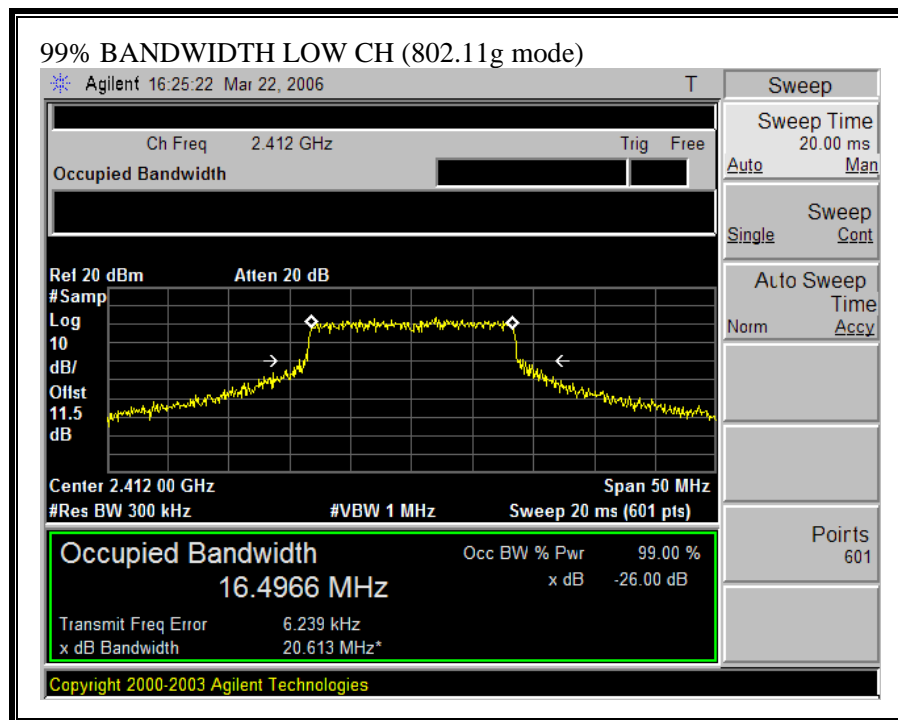 99% BANDWIDTH LOW CH (802.11g mode)
Agilent 16:25:22 Mar 22, 2006 T
Sweep
Ch Freq 2.412 GHz Trig Free
Occupied Bandwidth
Sweep Time
20.00 ms
Auto Man
Sweep
Single Cont
Auto Sweep
Time
Norm Accy
Points
601
Ref 20 dBm Atten 20 dB
#Samp
Log
10
dB/
Offst
11.5
dB
Center 2.412 00 GHz Span 50 MHz
#Res BW 300 kHz #VBW 1 MHz Sweep 20 ms (601 pts)
Occupied Bandwidth
16.4966 MHz
Occ BW % Pwr 99.00 %
x dB -26.00 dB
Transmit Freq Error 6.239 kHz
x dB Bandwidth 20.613 MHz*
Copyright 2000-2003 Agilent Technologies